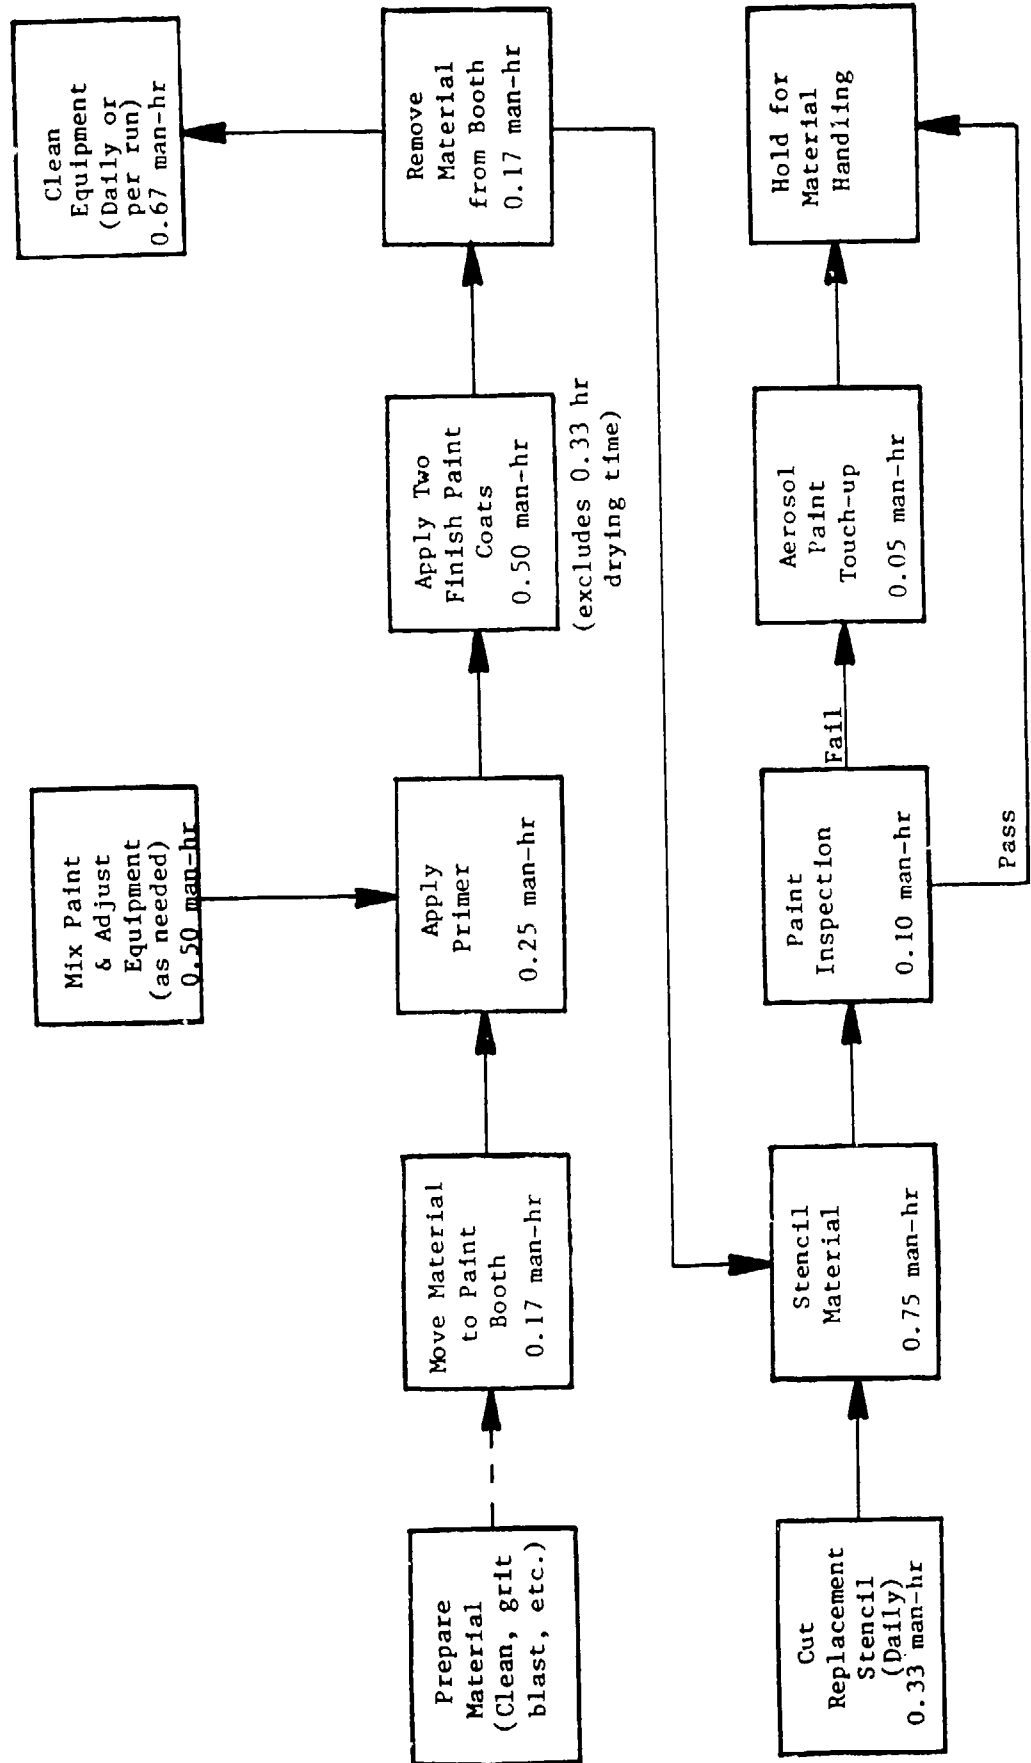 Mix Paint
& Adjust
Equipment
(as needed)
0.50 man-hr
Clean
Equipment
(Daily or
per run)
0.67 man-hr
Prepare
Material
(Clean, grit
blast, etc.)
Move Material
to Paint
Booth
0.17 man-hr
Apply
Primer
0.25 man-hr
Apply Two
Finish Paint
Coats
0.50 man-hr
(excludes 0.33 hr
drying time)
Remove
Material
from Booth
0.17 man-hr
Cut
Replacement
Stencil
(Daily)
0.33 man-hr
Stencil
Material
0.75 man-hr
Paint
Inspection
0.10 man-hr
Fail
Pass
Aerosol
Paint
Touch-up
0.05 man-hr
Hold for
Material
Handling